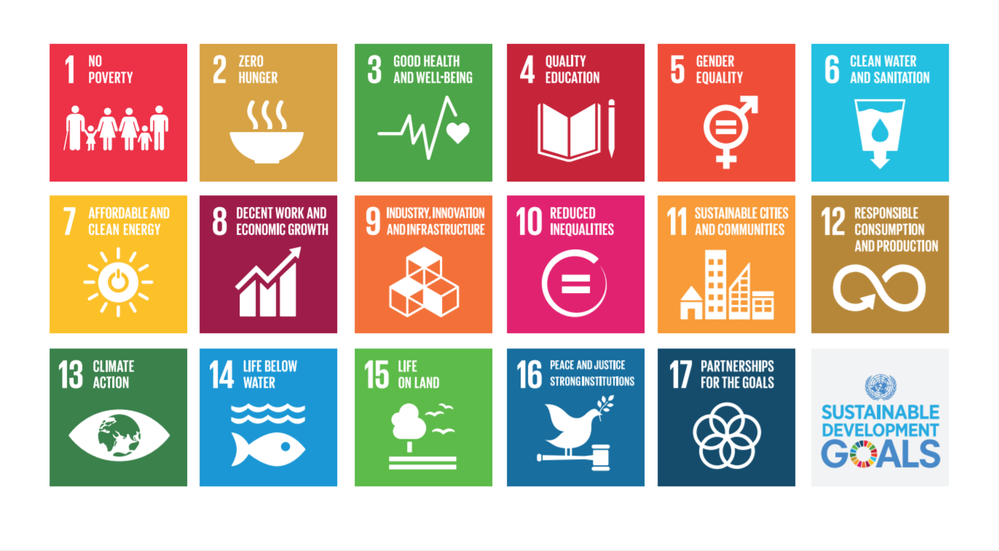 1 NO
POVERTY
2 ZERO
HUNGER
3 GOOD HEALTH
AND WELL-BEING
4 QUALITY
EDUCATION
5 GENDER
EQUALITY
6 CLEAN WATER
AND SANITATION
7 AFFORDABLE AND
CLEAN ENERGY
8 DECENT WORK AND
ECONOMIC GROWTH
9 INDUSTRY, INNOVATION
AND INFRASTRUCTURE
10 REDUCED
INEQUALITIES
11 SUSTAINABLE CITIES
AND COMMUNITIES
12 RESPONSIBLE
CONSUMPTION
AND PRODUCTION
13 CLIMATE
ACTION
14 LIFE BELOW
WATER
15 LIFE
ON LAND
16 PEACE AND JUSTICE
STRONG INSTITUTIONS
17 PARTNERSHIPS
FOR THE GOALS
SUSTAINABLE
DEVELOPMENT
GOALS